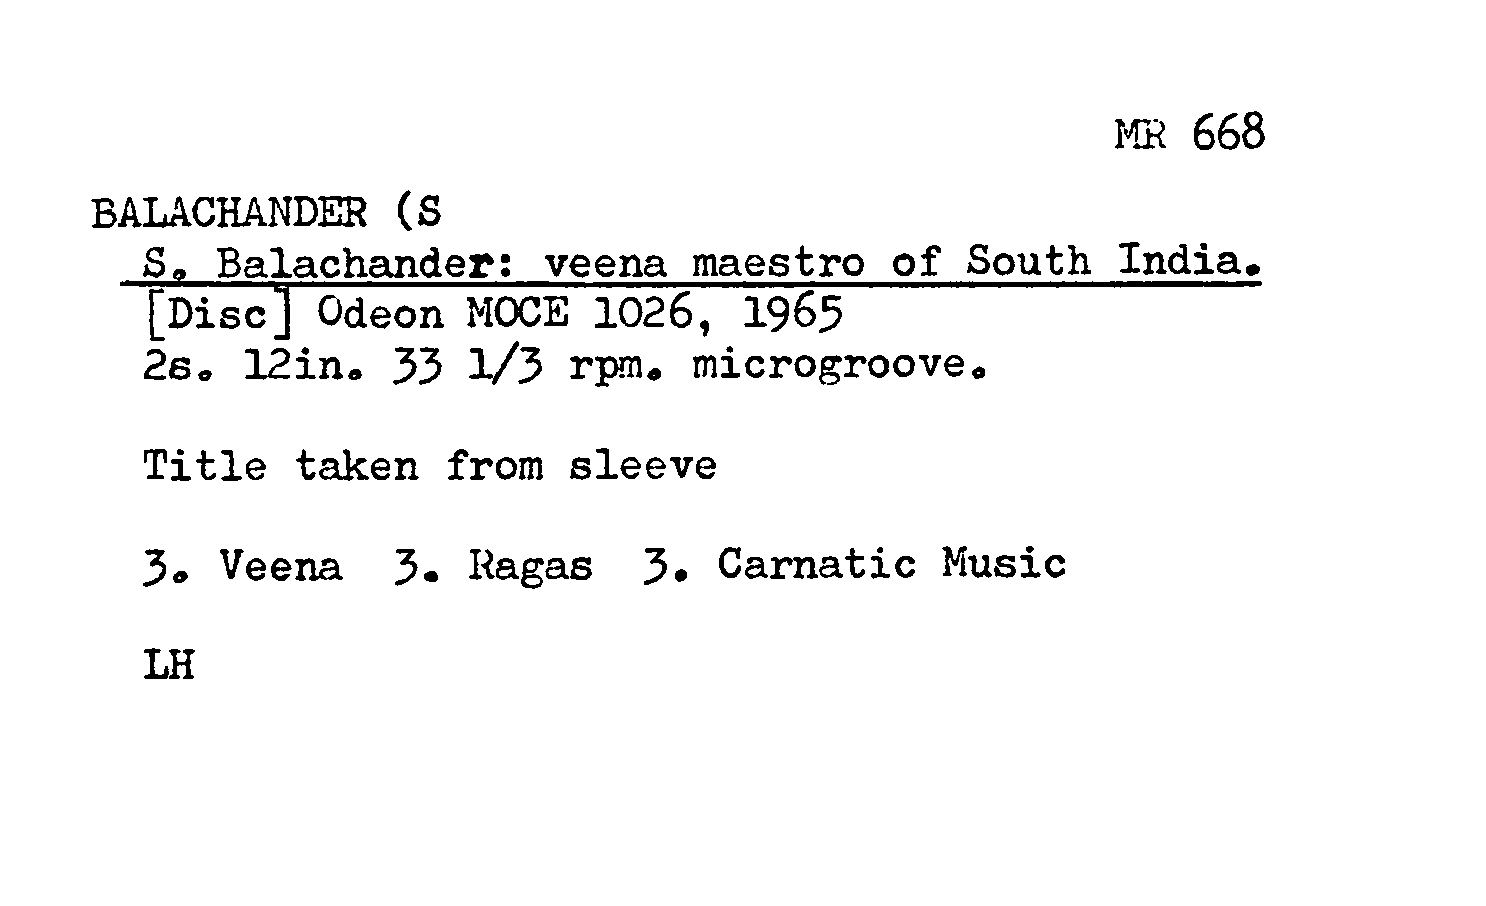 MR 668
BALACHANDER (S
S. Balachander: veena maestro of South India.
[Disc] Odeon MOCE 1026, 1965
2s. 12in. 33 1/3 rpm. microgroove.
Title taken from sleeve
3. Veena 3. Ragas 3. Carnatic Music
LH